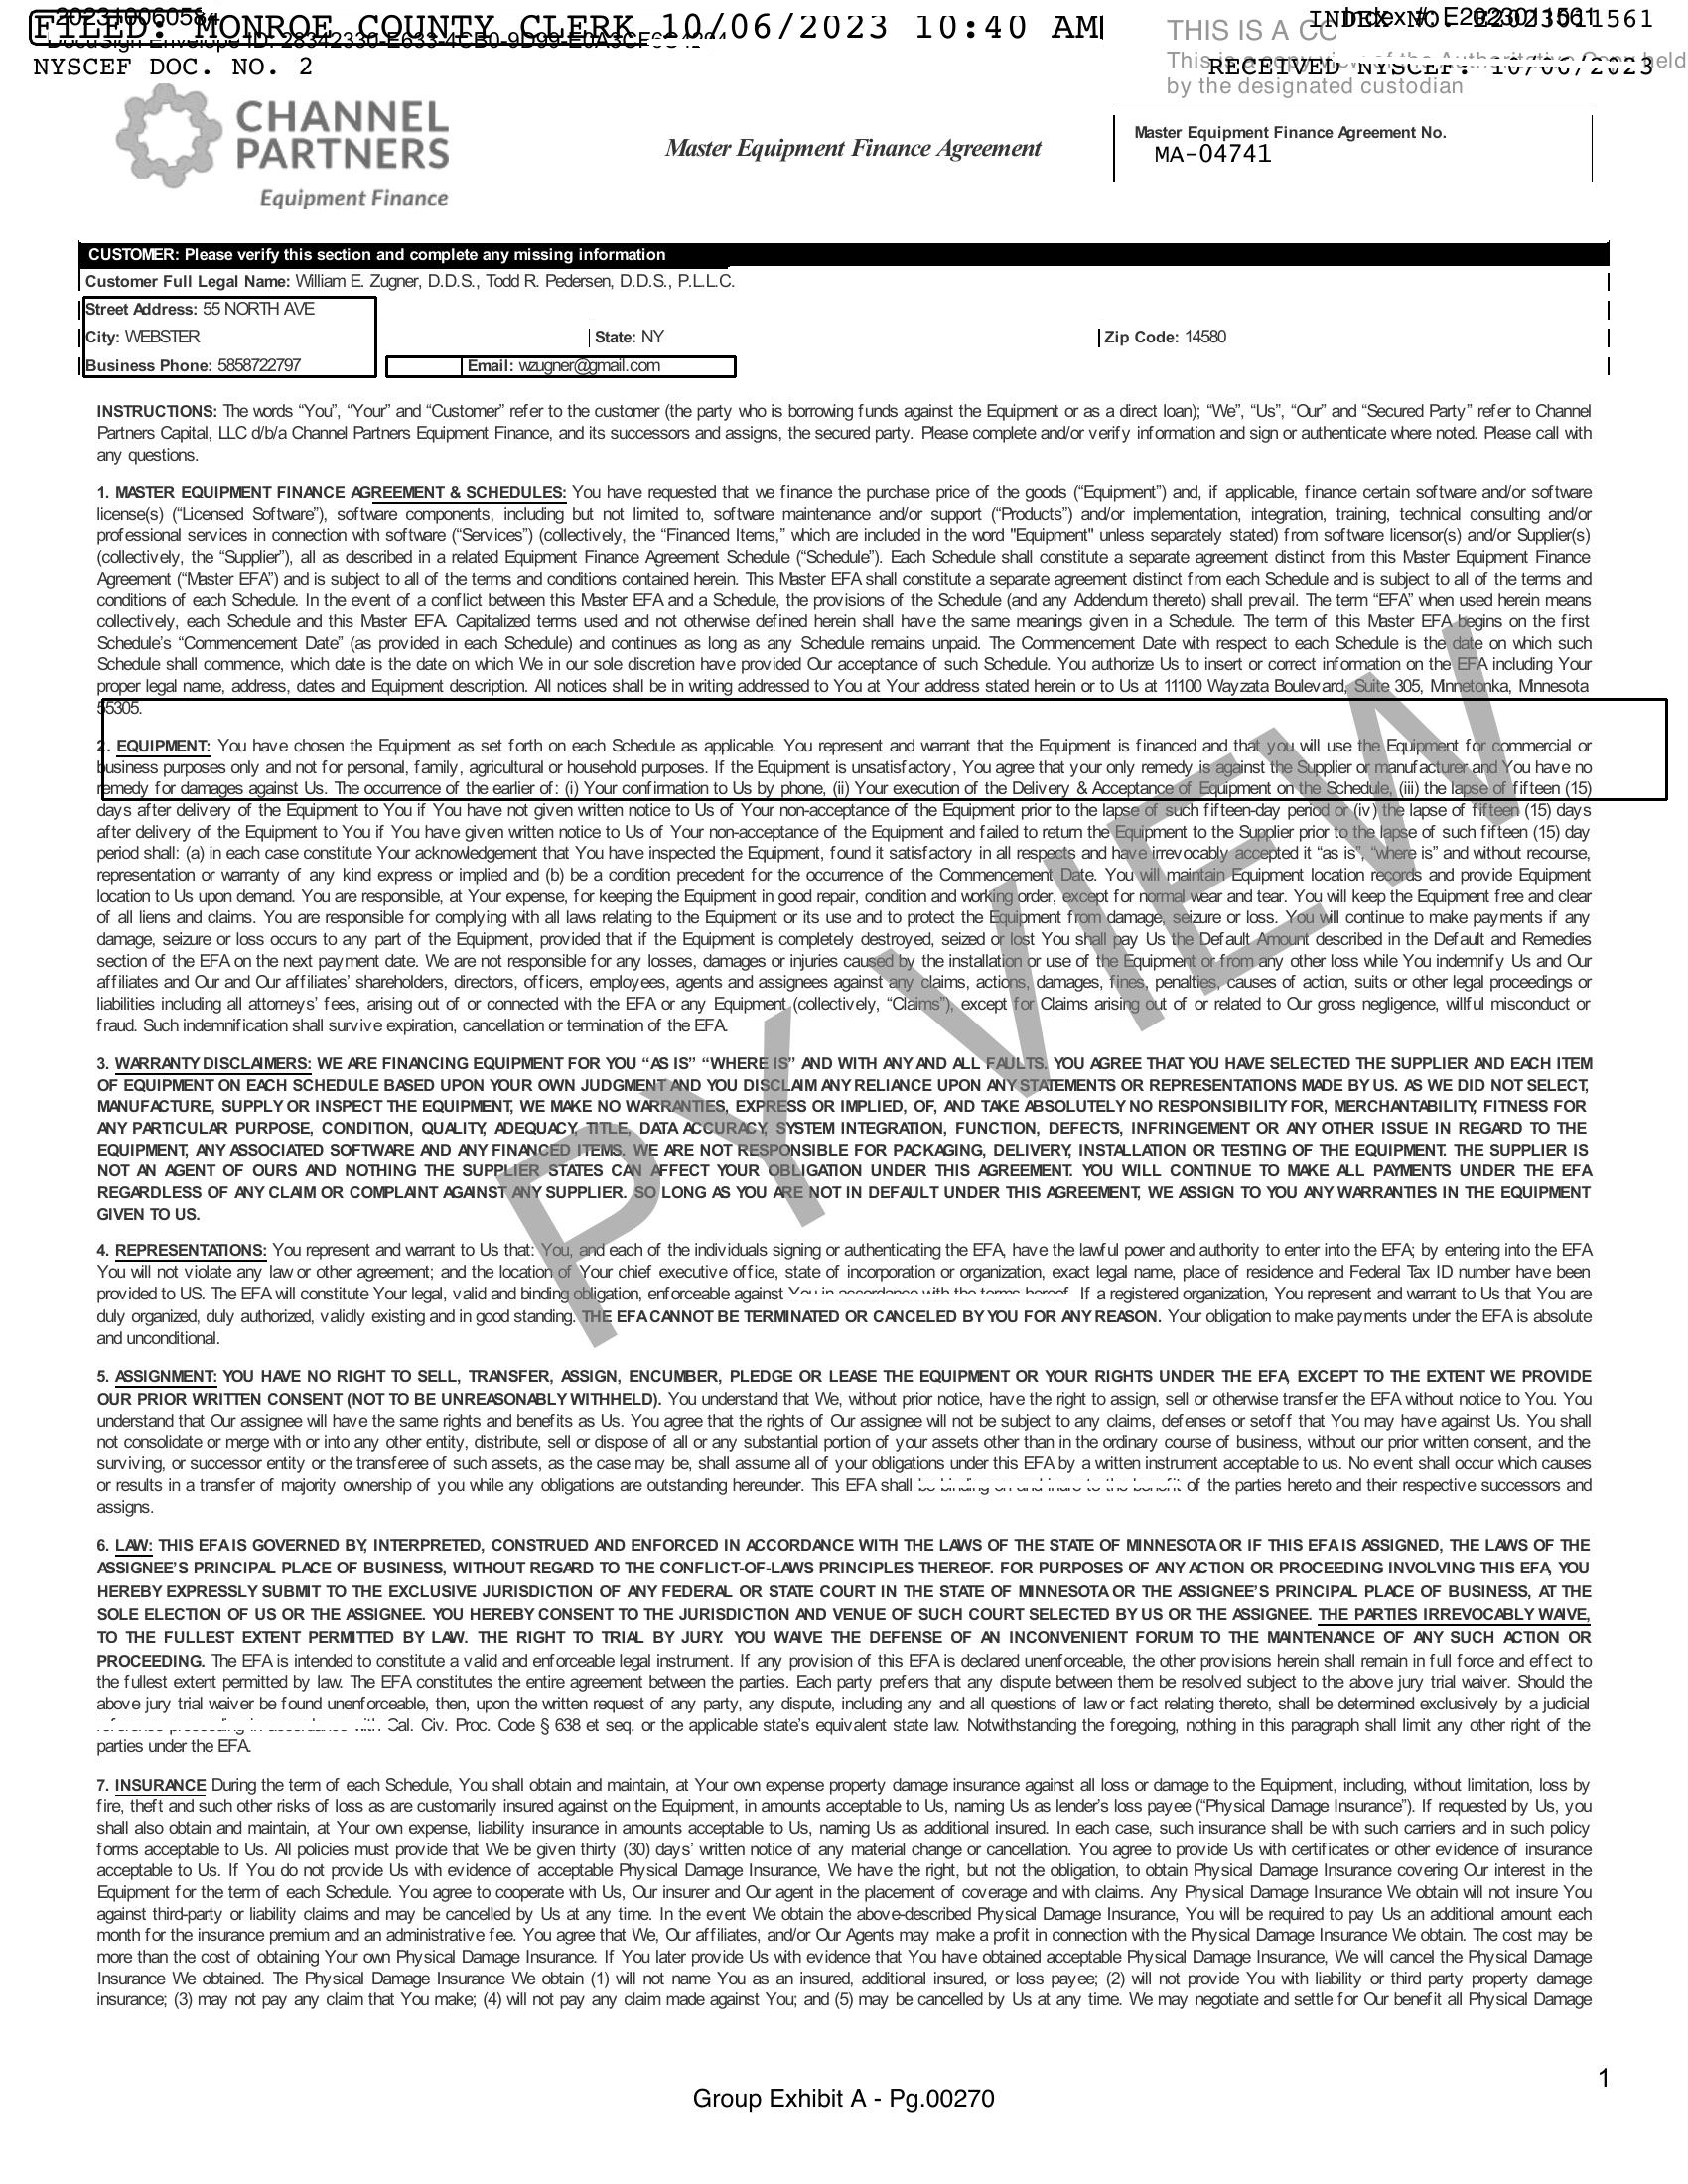 202310060584
FILED: MONROE COUNTY CLERK 10/06/2023 10:40 AM
INDEX NO. E2023011561
Index #: E2023011561
DocuSign Envelope ID:
THIS IS A
NYSCEF DOC. NO. 2
RECEIVED NYSCEF: 10/06/2023
This is a copy view of the Authoritative Copy held
by the designated custodian
CHANNEL
PARTNERS
Equipment Finance
Master Equipment Finance Agreement
Master Equipment Finance Agreement No.
MA-04741
CUSTOMER: Please verify this section and complete any missing information
Customer Full Legal Name: William E. Zugner, D.D.S., Todd R. Pedersen, D.D.S., P.L.L.C.
Street Address: 55 NORTH AVE
City: WEBSTER State: NY Zip Code: 14580
Business Phone: 5858722797 Email: wzugner@gmail.com
INSTRUCTIONS: The words “You”, “Your” and “Customer” refer to the customer (the party who is borrowing funds against the Equipment or as a direct loan); “We”, “Us”, “Our” and “Secured Party” refer to Channel
Partners Capital, LLC d/b/a Channel Partners Equipment Finance, and its successors and assigns, the secured party. Please complete and/or verify information and sign or authenticate where noted. Please call with
any questions.
1. MASTER EQUIPMENT FINANCE AGREEMENT & SCHEDULES: You have requested that we finance the purchase price of the goods (“Equipment”) and, if applicable, finance certain software and/or software
license(s) (“Licensed Software”), software components, including but not limited to, software maintenance and/or support (“Products”) and/or implementation, integration, training, technical consulting and/or
professional services in connection with software (“Services”) (collectively, the “Financed Items,” which are included in the word "Equipment" unless separately stated) from software licensor(s) and/or Supplier(s)
(collectively, the “Supplier”), all as described in a related Equipment Finance Agreement Schedule (“Schedule”). Each Schedule shall constitute a separate agreement distinct from this Master Equipment Finance
Agreement (“Master EFA”) and is subject to all of the terms and conditions contained herein. This Master EFA shall constitute a separate agreement distinct from each Schedule and is subject to all of the terms and
conditions of each Schedule. In the event of a conflict between this Master EFA and a Schedule, the provisions of the Schedule (and any Addendum thereto) shall prevail. The term “EFA” when used herein means
collectively, each Schedule and this Master EFA. Capitalized terms used and not otherwise defined herein shall have the same meanings given in a Schedule. The term of this Master EFA begins on the first
Schedule’s “Commencement Date” (as provided in each Schedule) and continues as long as any Schedule remains unpaid. The Commencement Date with respect to each Schedule is the date on which such
Schedule shall commence, which date is the date on which We in our sole discretion have provided Our acceptance of such Schedule. You authorize Us to insert or correct information on the EFA including Your
proper legal name, address, dates and Equipment description. All notices shall be in writing addressed to You at Your address stated herein or to Us at 11100 Wayzata Boulevard, Suite 305, Minnetonka, Minnesota
55305.
2. EQUIPMENT: You have chosen the Equipment as set forth on each Schedule as applicable. You represent and warrant that the Equipment is financed and that you will use the Equipment for commercial or
business purposes only and not for personal, family, agricultural or household purposes. If the Equipment is unsatisfactory, You agree that your only remedy is against the Supplier or manufacturer and You have no
remedy for damages against Us. The occurrence of the earlier of: (i) Your confirmation to Us by phone, (ii) Your execution of the Delivery & Acceptance of Equipment on the Schedule, (iii) the lapse of fifteen (15)
days after delivery of the Equipment to You if You have not given written notice to Us of Your non-acceptance of the Equipment prior to the lapse of such fifteen-day period or (iv) the lapse of fifteen (15) days
after delivery of the Equipment to You if You have given written notice to Us of Your non-acceptance of the Equipment and failed to return the Equipment to the Supplier prior to the lapse of such fifteen (15) day
period shall: (a) in each case constitute Your acknowledgement that You have inspected the Equipment, found it satisfactory in all respects and have irrevocably accepted it “as is”, “where is” and without recourse,
representation or warranty of any kind express or implied and (b) be a condition precedent for the occurrence of the Commencement Date. You will maintain Equipment location records and provide Equipment
location to Us upon demand. You are responsible, at Your expense, for keeping the Equipment in good repair, condition and working order, except for normal wear and tear. You will keep the Equipment free and clear
of all liens and claims. You are responsible for complying with all laws relating to the Equipment or its use and to protect the Equipment from damage, seizure or loss. You will continue to make payments if any
damage, seizure or loss occurs to any part of the Equipment, provided that if the Equipment is completely destroyed, seized or lost You shall pay Us the Default Amount described in the Default and Remedies
section of the EFA on the next payment date. We are not responsible for any losses, damages or injuries caused by the installation or use of the Equipment or from any other loss while You indemnify Us and Our
affiliates and Our and Our affiliates’ shareholders, directors, officers, employees, agents and assignees against any claims, actions, damages, fines, penalties, causes of action, suits or other legal proceedings or
liabilities including all attorneys’ fees, arising out of or connected with the EFA or any Equipment (collectively, “Claims”), except for Claims arising out of or related to Our gross negligence, willful misconduct or
fraud. Such indemnification shall survive expiration, cancellation or termination of the EFA.
3. WARRANTY DISCLAIMERS: WE ARE FINANCING EQUIPMENT FOR YOU “AS IS” “WHERE IS” AND WITH ANY AND ALL FAULTS. YOU AGREE THAT YOU HAVE SELECTED THE SUPPLIER AND EACH ITEM
OF EQUIPMENT ON EACH SCHEDULE BASED UPON YOUR OWN JUDGMENT AND YOU DISCLAIM ANY RELIANCE UPON ANY STATEMENTS OR REPRESENTATIONS MADE BY US. AS WE DID NOT SELECT,
MANUFACTURE, SUPPLY OR INSPECT THE EQUIPMENT, WE MAKE NO WARRANTIES, EXPRESS OR IMPLIED, OF, AND TAKE ABSOLUTELY NO RESPONSIBILITY FOR, MERCHANTABILITY, FITNESS FOR
ANY PARTICULAR PURPOSE, CONDITION, QUALITY, ADEQUACY, TITLE, DATA ACCURACY, SYSTEM INTEGRATION, FUNCTION, DEFECTS, INFRINGEMENT OR ANY OTHER ISSUE IN REGARD TO THE
EQUIPMENT, ANY ASSOCIATED SOFTWARE AND ANY FINANCED ITEMS. WE ARE NOT RESPONSIBLE FOR PACKAGING, DELIVERY, INSTALLATION OR TESTING OF THE EQUIPMENT. THE SUPPLIER IS
NOT AN AGENT OF OURS AND NOTHING THE SUPPLIER STATES CAN AFFECT YOUR OBLIGATION UNDER THIS AGREEMENT. YOU WILL CONTINUE TO MAKE ALL PAYMENTS UNDER THE EFA
REGARDLESS OF ANY CLAIM OR COMPLAINT AGAINST ANY SUPPLIER. SO LONG AS YOU ARE NOT IN DEFAULT UNDER THIS AGREEMENT, WE ASSIGN TO YOU ANY WARRANTIES IN THE EQUIPMENT
GIVEN TO US.
4. REPRESENTATIONS: You represent and warrant to Us that: You, and each of the individuals signing or authenticating the EFA, have the lawful power and authority to enter into the EFA; by entering into the EFA
You will not violate any law or other agreement; and the location of Your chief executive office, state of incorporation or organization, exact legal name, place of residence and Federal Tax ID number have been
provided to US. The EFA will constitute Your legal, valid and binding obligation, enforceable against You in accordance with the terms hereof. If a registered organization, You represent and warrant to Us that You are
duly organized, duly authorized, validly existing and in good standing. THE EFA CANNOT BE TERMINATED OR CANCELED BY YOU FOR ANY REASON. Your obligation to make payments under the EFA is absolute
and unconditional.
5. ASSIGNMENT: YOU HAVE NO RIGHT TO SELL, TRANSFER, ASSIGN, ENCUMBER, PLEDGE OR LEASE THE EQUIPMENT OR YOUR RIGHTS UNDER THE EFA, EXCEPT TO THE EXTENT WE PROVIDE
OUR PRIOR WRITTEN CONSENT (NOT TO BE UNREASONABLY WITHHELD). You understand that We, without prior notice, have the right to assign, sell or otherwise transfer the EFA without notice to You. You
understand that Our assignee will have the same rights and benefits as Us. You agree that the rights of Our assignee will not be subject to any claims, defenses or setoff that You may have against Us. You shall
not consolidate or merge with or into any other entity, distribute, sell or dispose of all or any substantial portion of your assets other than in the ordinary course of business, without our prior written consent, and the
surviving, or successor entity or the transferee of such assets, as the case may be, shall assume all of your obligations under this EFA by a written instrument acceptable to us. No event shall occur which causes
or results in a transfer of majority ownership of you while any obligations are outstanding hereunder. This EFA shall be binding on and inure to the benefit of the parties hereto and their respective successors and
assigns.
6. LAW: THIS EFA IS GOVERNED BY, INTERPRETED, CONSTRUED AND ENFORCED IN ACCORDANCE WITH THE LAWS OF THE STATE OF MINNESOTA OR IF THIS EFA IS ASSIGNED, THE LAWS OF THE
ASSIGNEE’S PRINCIPAL PLACE OF BUSINESS, WITHOUT REGARD TO THE CONFLICT-OF-LAWS PRINCIPLES THEREOF. FOR PURPOSES OF ANY ACTION OR PROCEEDING INVOLVING THIS EFA, YOU
HEREBY EXPRESSLY SUBMIT TO THE EXCLUSIVE JURISDICTION OF ANY FEDERAL OR STATE COURT IN THE STATE OF MINNESOTA OR THE ASSIGNEE’S PRINCIPAL PLACE OF BUSINESS, AT THE
SOLE ELECTION OF US OR THE ASSIGNEE. YOU HEREBY CONSENT TO THE JURISDICTION AND VENUE OF SUCH COURT SELECTED BY US OR THE ASSIGNEE. THE PARTIES IRREVOCABLY WAIVE,
TO THE FULLEST EXTENT PERMITTED BY LAW. THE RIGHT TO TRIAL BY JURY. YOU WAIVE THE DEFENSE OF AN INCONVENIENT FORUM TO THE MAINTENANCE OF ANY SUCH ACTION OR
PROCEEDING. The EFA is intended to constitute a valid and enforceable legal instrument. If any provision of this EFA is declared unenforceable, the other provisions herein shall remain in full force and effect to
the fullest extent permitted by law. The EFA constitutes the entire agreement between the parties. Each party prefers that any dispute between them be resolved subject to the above jury trial waiver. Should the
above jury trial waiver be found unenforceable, then, upon the written request of any party, any dispute, including any and all questions of law or fact relating thereto, shall be determined exclusively by a judicial
reference proceeding in accordance with Cal. Civ. Proc. Code § 638 et seq. or the applicable state’s equivalent state law. Notwithstanding the foregoing, nothing in this paragraph shall limit any other right of the
parties under the EFA.
7. INSURANCE During the term of each Schedule, You shall obtain and maintain, at Your own expense property damage insurance against all loss or damage to the Equipment, including, without limitation, loss by
fire, theft and such other risks of loss as are customarily insured against on the Equipment, in amounts acceptable to Us, naming Us as lender’s loss payee (“Physical Damage Insurance”). If requested by Us, you
shall also obtain and maintain, at Your own expense, liability insurance in amounts acceptable to Us, naming Us as additional insured. In each case, such insurance shall be with such carriers and in such policy
forms acceptable to Us. All policies must provide that We be given thirty (30) days’ written notice of any material change or cancellation. You agree to provide Us with certificates or other evidence of insurance
acceptable to Us. If You do not provide Us with evidence of acceptable Physical Damage Insurance, We have the right, but not the obligation, to obtain Physical Damage Insurance covering Our interest in the
Equipment for the term of each Schedule. You agree to cooperate with Us, Our insurer and Our agent in the placement of coverage and with claims. Any Physical Damage Insurance We obtain will not insure You
against third-party or liability claims and may be cancelled by Us at any time. In the event We obtain the above-described Physical Damage Insurance, You will be required to pay Us an additional amount each
month for the insurance premium and an administrative fee. You agree that We, Our affiliates, and/or Our Agents may make a profit in connection with the Physical Damage Insurance We obtain. The cost may be
more than the cost of obtaining Your own Physical Damage Insurance. If You later provide Us with evidence that You have obtained acceptable Physical Damage Insurance, We will cancel the Physical Damage
Insurance We obtained. The Physical Damage Insurance We obtain (1) will not name You as an insured, additional insured, or loss payee; (2) will not provide You with liability or third party property damage
insurance; (3) may not pay any claim that You make; (4) will not pay any claim made against You; and (5) may be cancelled by Us at any time. We may negotiate and settle for Our benefit all Physical Damage
PY VIEW
1
Group Exhibit A - Pg.00270